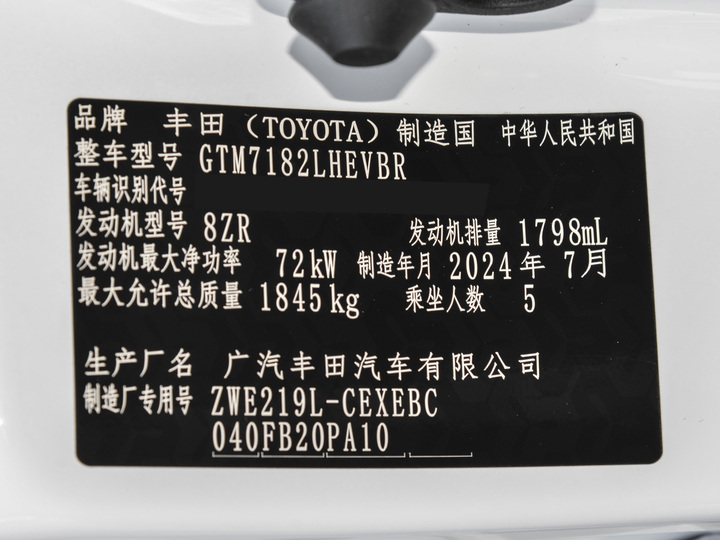 品牌 丰田（TOYOTA）制造国 中华人民共和国
整车型号 GTM7182LHEVBR
车辆识别代号
发动机型号 8ZR 发动机排量 1798mL
发动机最大净功率 72kW 制造年月 2024年 7月
最大允许总质量 1845kg 乘坐人数 5
生产厂名 广汽丰田汽车有限公司
制造厂专用号 ZWE219L-CEXEBC
040FB20PA10